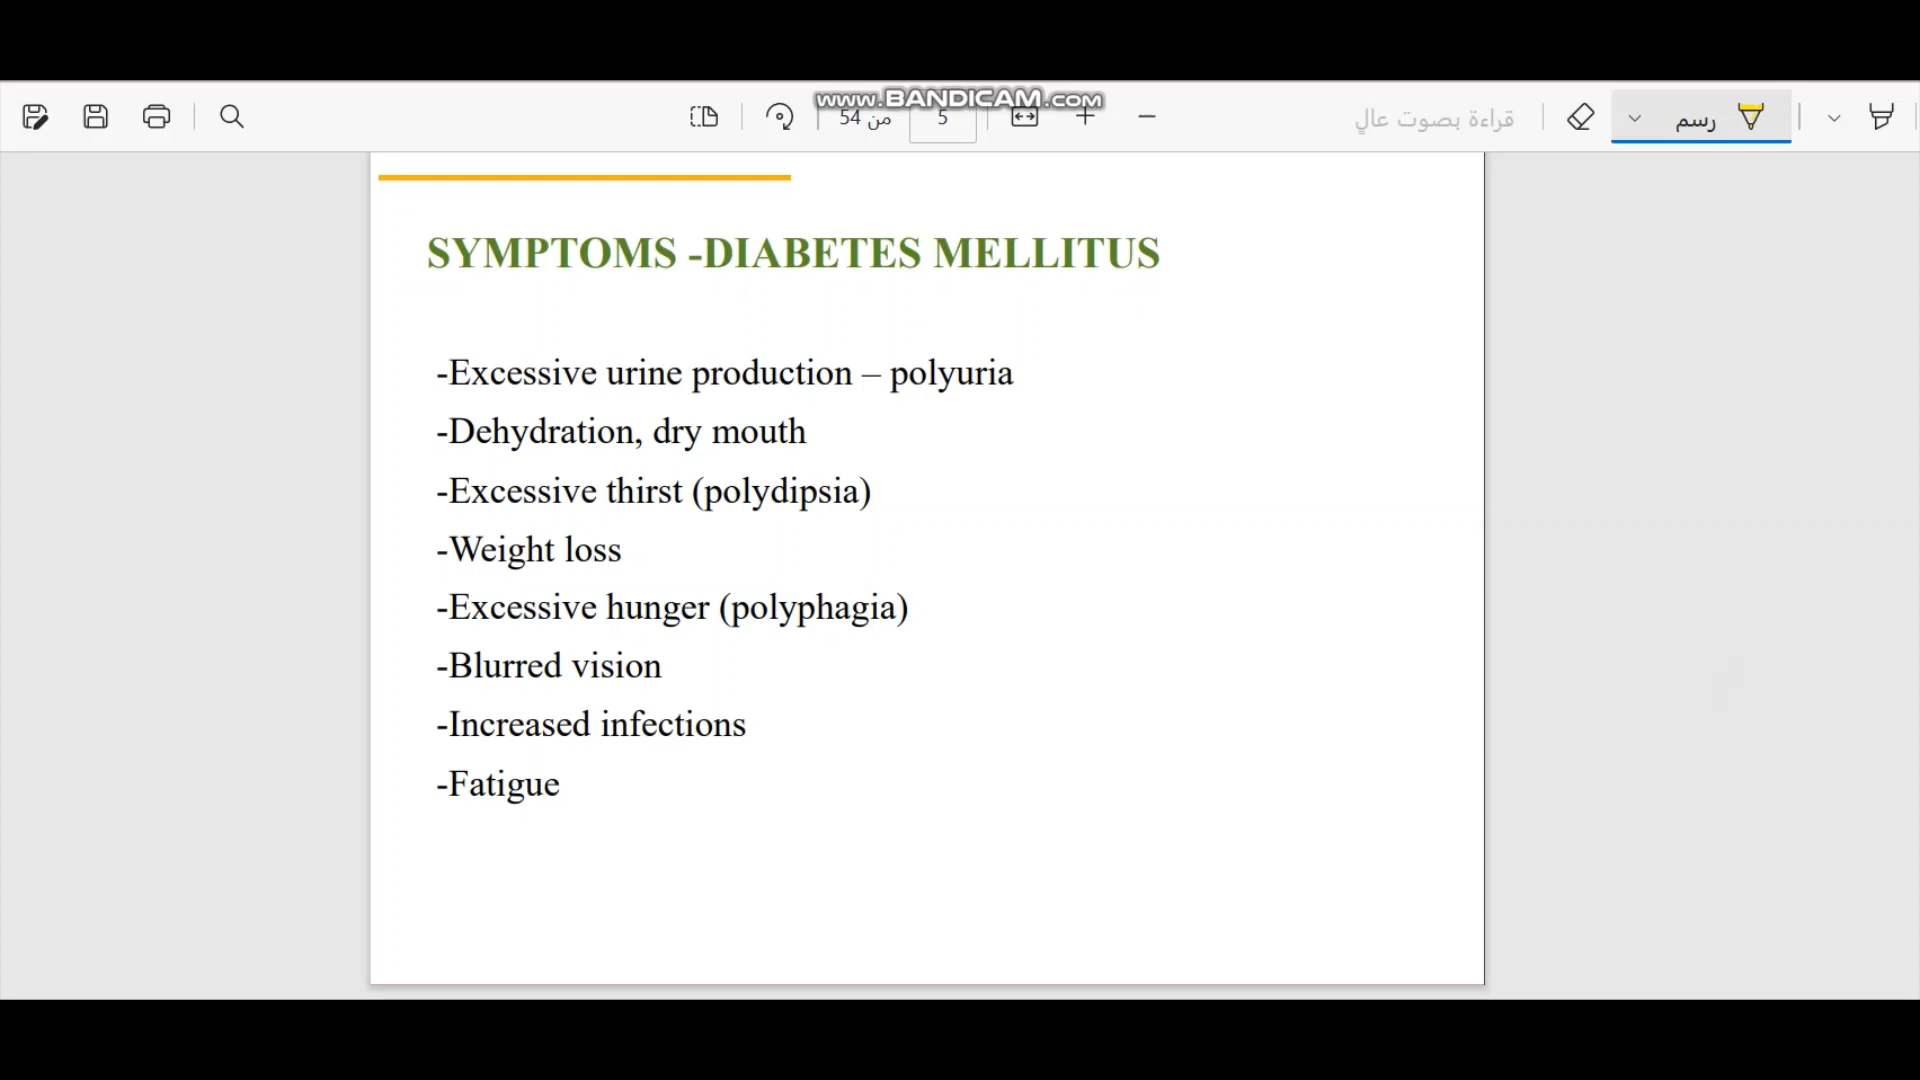 www.BANDICAM.com
من 54
5
قراءة بصوت عالٍ
رسم
SYMPTOMS -DIABETES MELLITUS
-Excessive urine production – polyuria
-Dehydration, dry mouth
-Excessive thirst (polydipsia)
-Weight loss
-Excessive hunger (polyphagia)
-Blurred vision
-Increased infections
-Fatigue